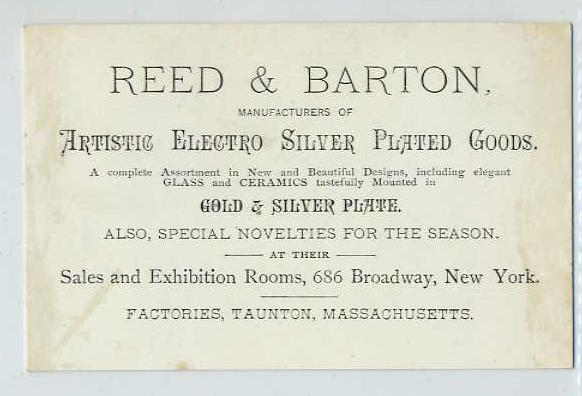 REED & BARTON,
MANUFACTURERS OF
ARTISTIC ELECTRO SILVER PLATED GOODS.
A complete Assortment in New and Beautiful Designs, including elegant
GLASS and CERAMICS tastefully Mounted in
GOLD & SILVER PLATE.
ALSO, SPECIAL NOVELTIES FOR THE SEASON.
AT THEIR
Sales and Exhibition Rooms, 686 Broadway, New York.
FACTORIES, TAUNTON, MASSACHUSETTS.